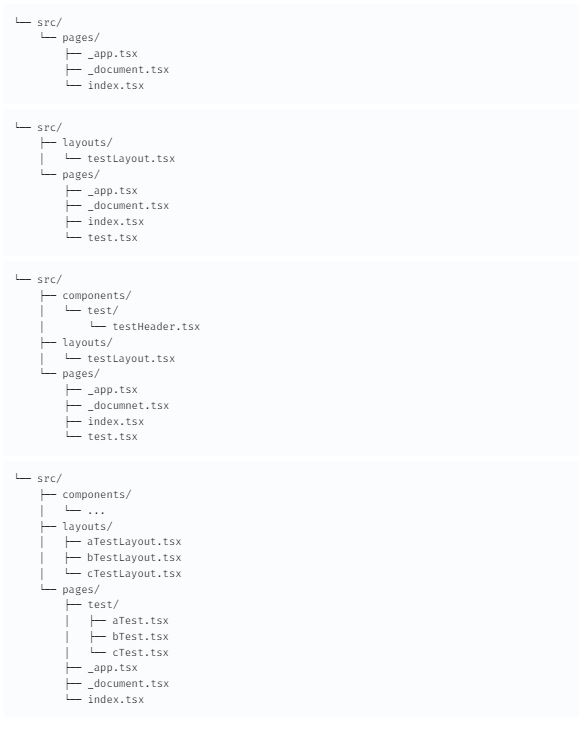 └── src/
    └── pages/
        ├── _app.tsx
        ├── _document.tsx
        └── index.tsx
└── src/
    ├── layouts/
    │   └── testLayout.tsx
    └── pages/
        ├── _app.tsx
        ├── _document.tsx
        ├── index.tsx
        └── test.tsx
└── src/
    ├── components/
    │   └── test/
    │       └── testHeader.tsx
    ├── layouts/
    │   └── testLayout.tsx
    └── pages/
        ├── _app.tsx
        ├── _documnet.tsx
        ├── index.tsx
        └── test.tsx
└── src/
    ├── components/
    │   └── ...
    ├── layouts/
    │   ├── aTestLayout.tsx
    │   ├── bTestLayout.tsx
    │   └── cTestLayout.tsx
    └── pages/
        ├── test/
        │   ├── aTest.tsx
        │   ├── bTest.tsx
        │   └── cTest.tsx
        ├── _app.tsx
        ├── _document.tsx
        └── index.tsx